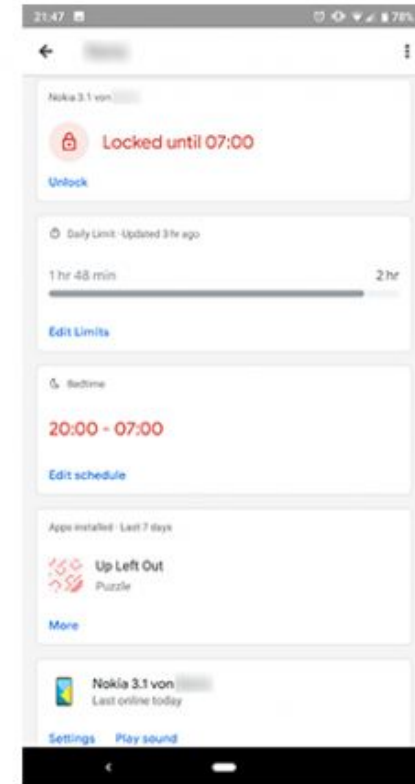 21:47 78%
Nokia 3.1 von
Locked until 07:00
Unlock
Daily Limit · Updated 3 hr ago
1 hr 48 min 2 hr
Edit Limits
Bedtime
20:00 - 07:00
Edit schedule
Apps installed · Last 7 days
Up Left Out
Puzzle
More
Nokia 3.1 von
Last online today
Settings Play sound